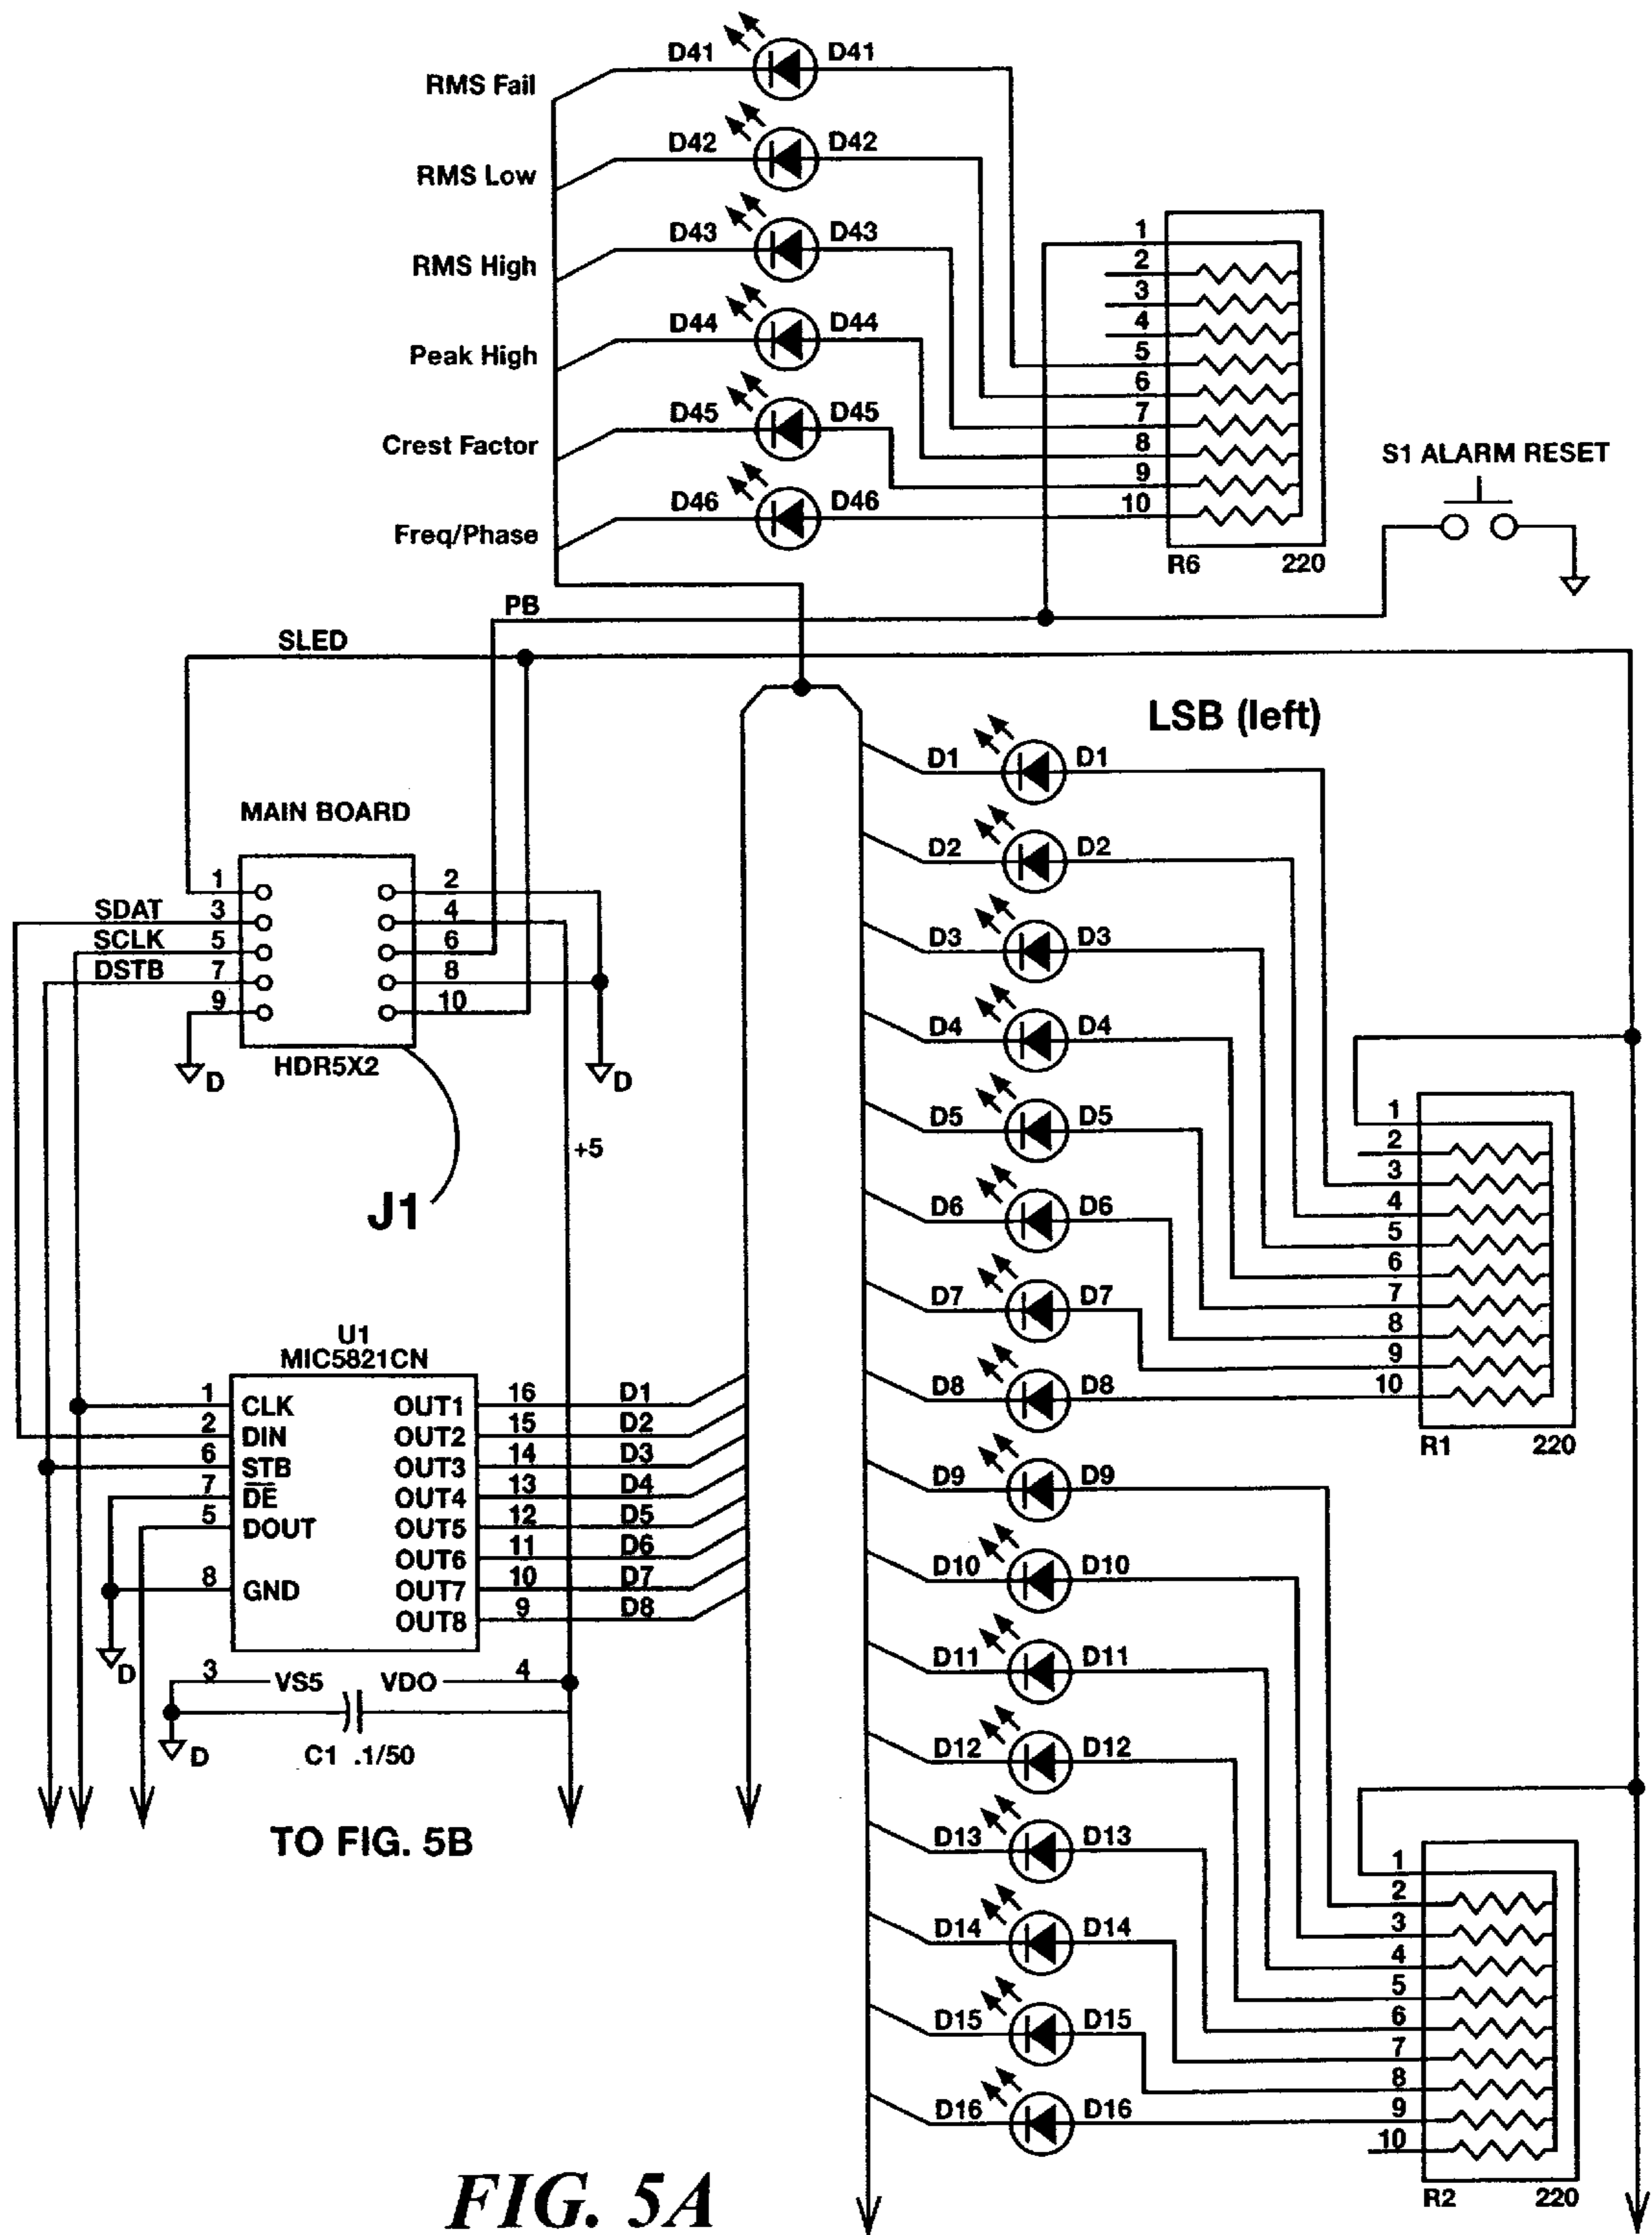 D41 D41
RMS Fail
D42 D42
RMS Low
D43 D43
RMS High
D44 D44
Peak High
D45 D45
Crest Factor
D46 D46
Freq/Phase
1
2
3
4
5
6
7
8
9
10
R6 220
S1 ALARM RESET
PB
SLED
LSB (left)
MAIN BOARD
1 2
SDAT 3 4
SCLK 5 6
DSTB 7 8
9 10
HDR5X2
D
D
J1
+5
U1
MIC5821CN
1 CLK OUT1 16 D1
2 DIN OUT2 15 D2
6 STB OUT3 14 D3
7 DE OUT4 13 D4
5 DOUT OUT5 12 D5
OUT6 11 D6
8 GND OUT7 10 D7
OUT8 9 D8
D
3 VS5 VDO 4
D
C1 .1/50
TO FIG. 5B
D1 D1
D2 D2
D3 D3
D4 D4
D5 D5
D6 D6
D7 D7
D8 D8
1
2
3
4
5
6
7
8
9
10
R1 220
D9 D9
D10 D10
D11 D11
D12 D12
D13 D13
D14 D14
D15 D15
D16 D16
1
2
3
4
5
6
7
8
9
10
R2 220
FIG. 5A